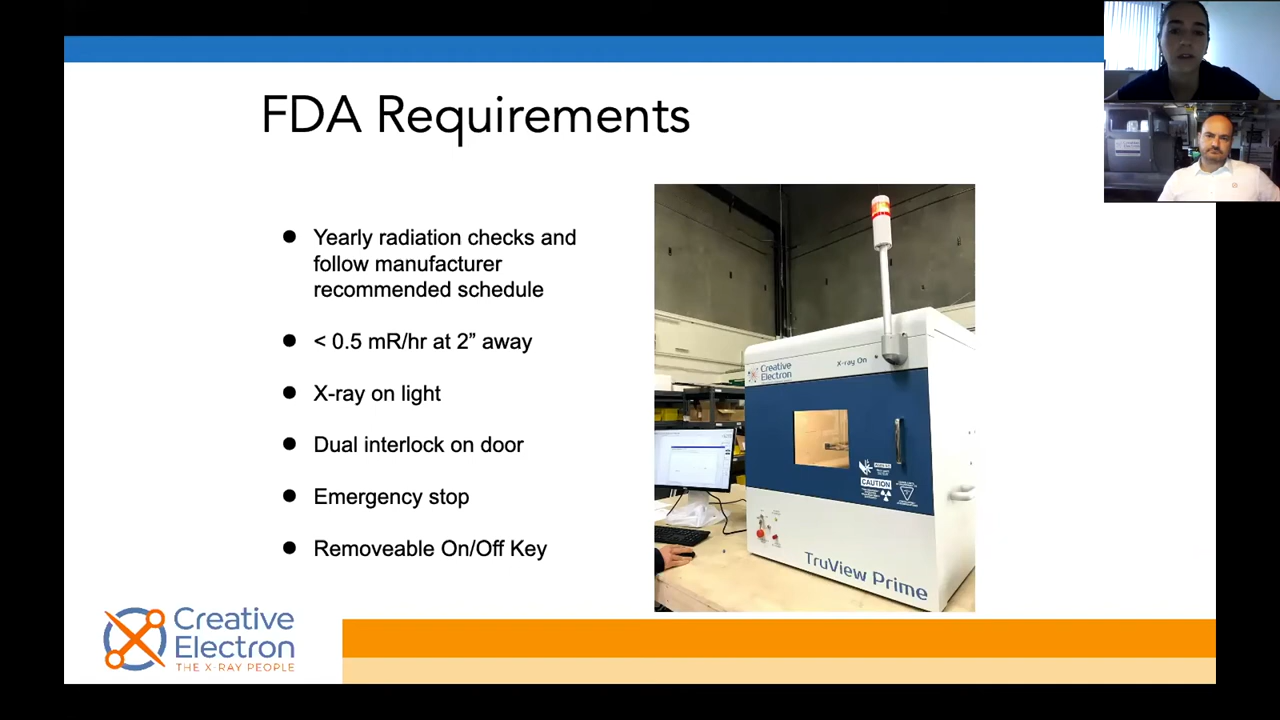 FDA Requirements
Yearly radiation checks and
follow manufacturer
recommended schedule
< 0.5 mR/hr at 2” away
X-ray on light
Dual interlock on door
Emergency stop
Removeable On/Off Key
X-ray On
Creative
Electron
CAUTION
TruView Prime
Creative
Electron
THE X-RAY PEOPLE